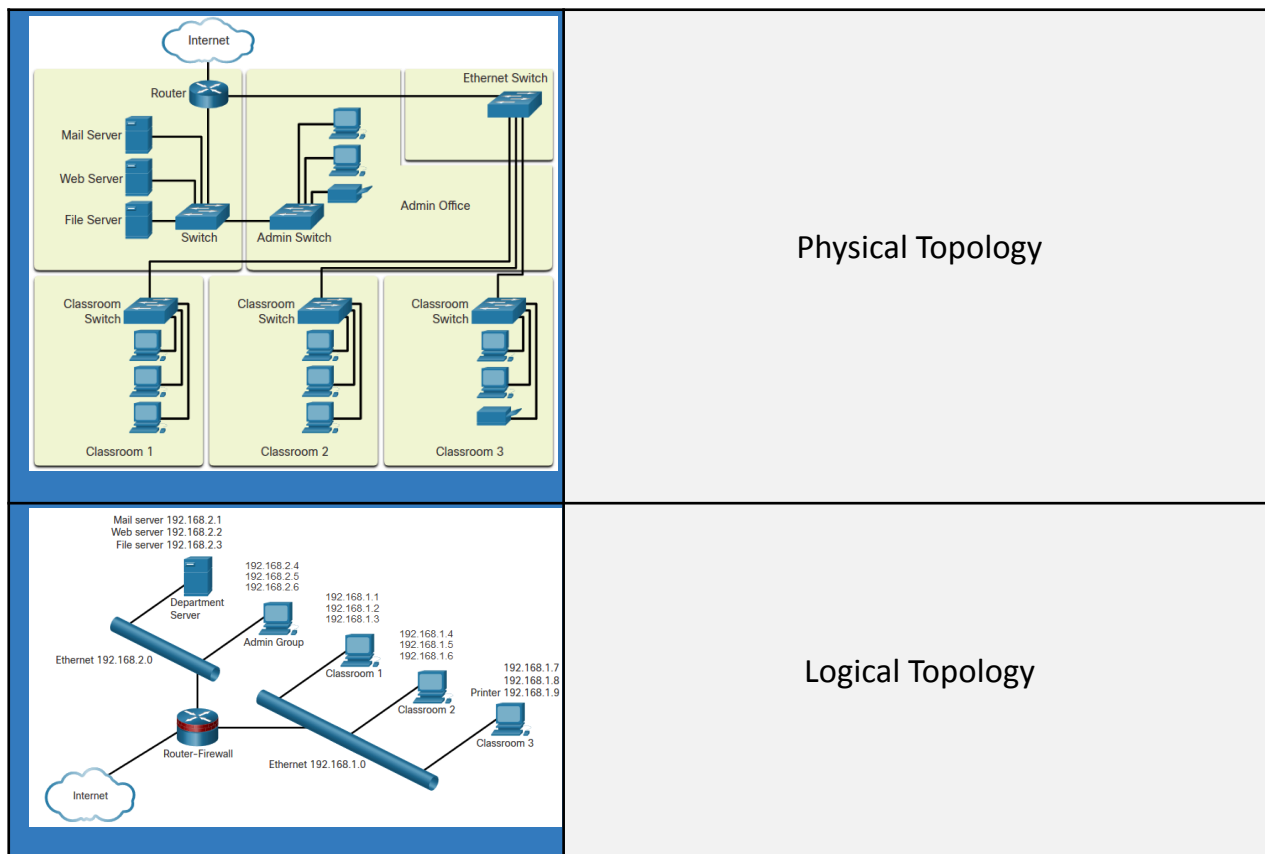 Internet
Ethernet Switch
Router
Mail Server
Web Server
File Server
Admin Office
Switch
Admin Switch
Classroom
Switch
Classroom
Switch
Classroom
Switch
Classroom 1
Classroom 2
Classroom 3
Physical Topology
Mail server 192.168.2.1
Web server 192.168.2.2
File server 192.168.2.3
192.168.2.4
192.168.2.5
192.168.2.6
Department
Server
192.168.1.1
192.168.1.2
192.168.1.3
Admin Group
192.168.1.4
192.168.1.5
192.168.1.6
Ethernet 192.168.2.0
Classroom 1
192.168.1.7
192.168.1.8
Printer 192.168.1.9
Classroom 2
Classroom 3
Router-Firewall
Ethernet 192.168.1.0
Internet
Logical Topology